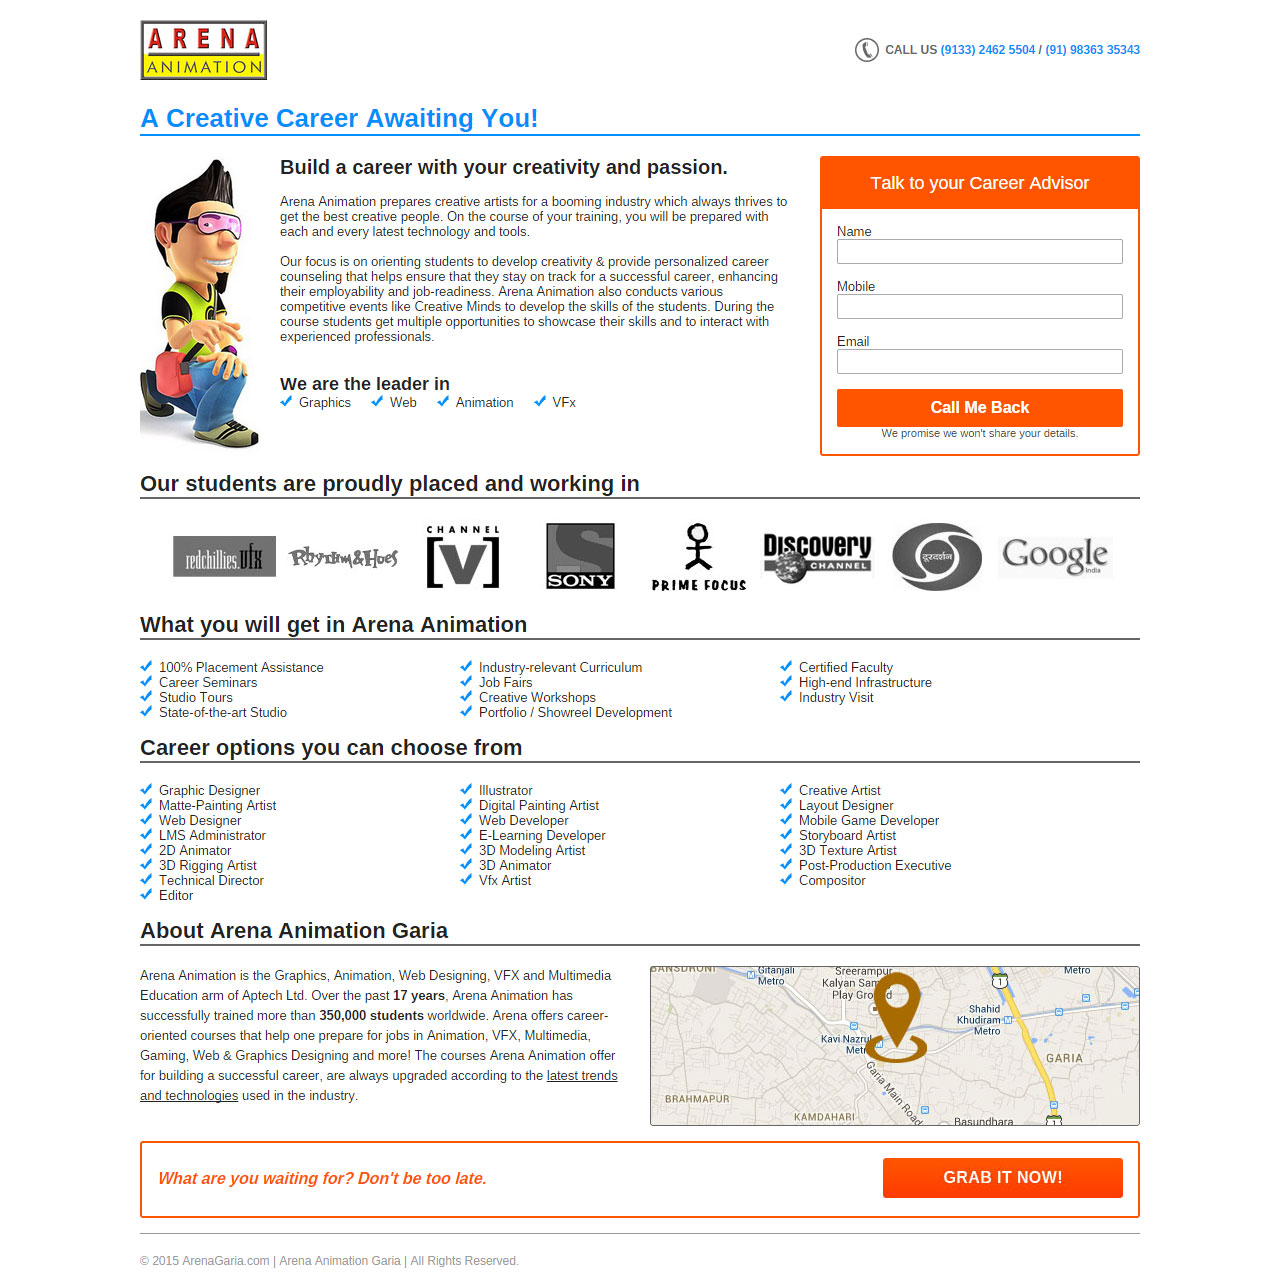 ARENA
ANIMATION
CALL US (9133) 2462 5504 / (91) 98363 35343
A Creative Career Awaiting You!
Build a career with your creativity and passion.
Arena Animation prepares creative artists for a booming industry which always thrives to
get the best creative people. On the course of your training, you will be prepared with
each and every latest technology and tools.
Our focus is on orienting students to develop creativity & provide personalized career
counseling that helps ensure that they stay on track for a successful career, enhancing
their employability and job-readiness. Arena Animation also conducts various
competitive events like Creative Minds to develop the skills of the students. During the
course students get multiple opportunities to showcase their skills and to interact with
experienced professionals.
We are the leader in
Graphics Web Animation VFx
Talk to your Career Advisor
Name
Mobile
Email
Call Me Back
We promise we won't share your details.
Our students are proudly placed and working in
redchillies.vfx
Rhythm&Hues
CHANNEL
[V]
S
SONY
PRIME FOCUS
Discovery
CHANNEL
दूरदर्शन
Google
India
What you will get in Arena Animation
100% Placement Assistance
Career Seminars
Studio Tours
State-of-the-art Studio
Industry-relevant Curriculum
Job Fairs
Creative Workshops
Portfolio / Showreel Development
Certified Faculty
High-end Infrastructure
Industry Visit
Career options you can choose from
Graphic Designer
Matte-Painting Artist
Web Designer
LMS Administrator
2D Animator
3D Rigging Artist
Technical Director
Editor
Illustrator
Digital Painting Artist
Web Developer
E-Learning Developer
3D Modeling Artist
3D Animator
Vfx Artist
Creative Artist
Layout Designer
Mobile Game Developer
Storyboard Artist
3D Texture Artist
Post-Production Executive
Compositor
About Arena Animation Garia
Arena Animation is the Graphics, Animation, Web Designing, VFX and Multimedia
Education arm of Aptech Ltd. Over the past 17 years, Arena Animation has
successfully trained more than 350,000 students worldwide. Arena offers career-
oriented courses that help one prepare for jobs in Animation, VFX, Multimedia,
Gaming, Web & Graphics Designing and more! The courses Arena Animation offer
for building a successful career, are always upgraded according to the latest trends
and technologies used in the industry.
BANSDRONI
Gitanjali
Metro
Sreerampur
Kalyan Sam
Play Ground
Metro
1
Shahid
Khudiram
Metro
Kavi Nazrul
Metro
GARIA
Garia Main Road
BRAHMAPUR
KAMDAHARI
Basundhara
1
What are you waiting for? Don't be too late.
GRAB IT NOW!
© 2015 ArenaGaria.com | Arena Animation Garia | All Rights Reserved.